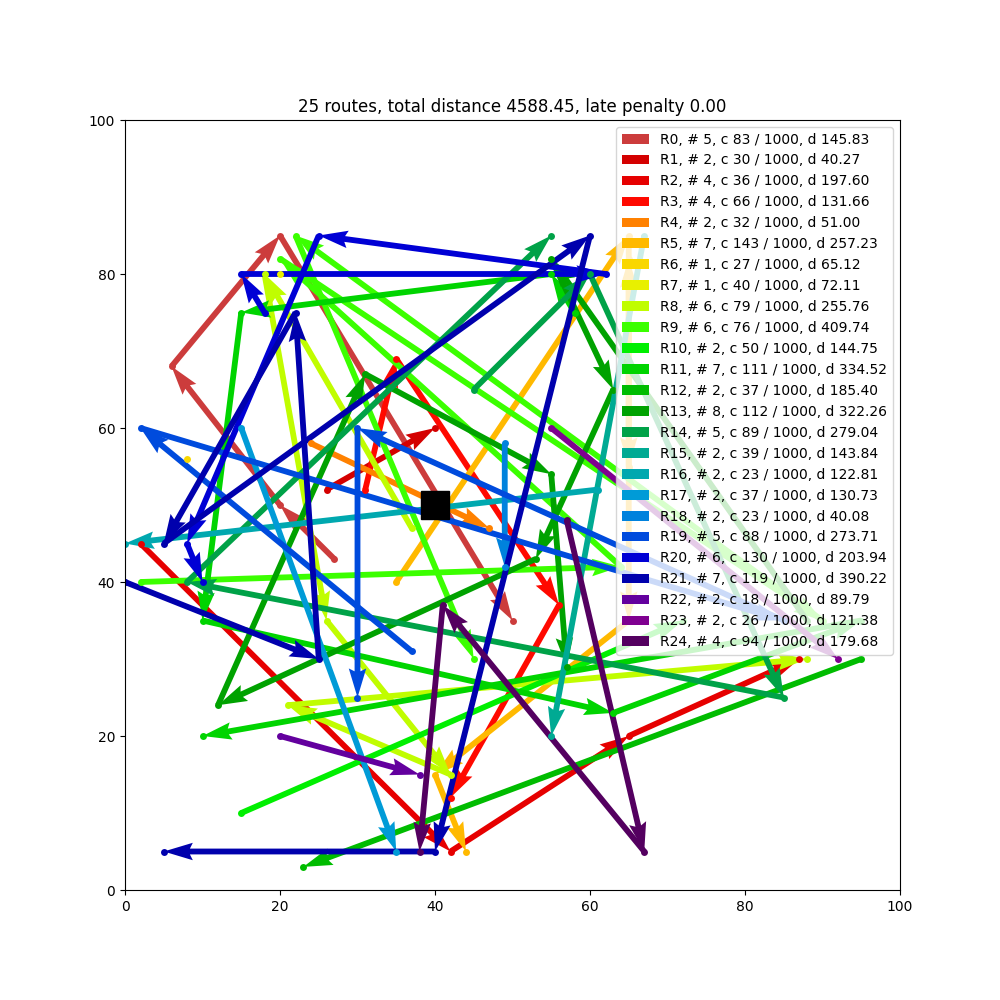 25 routes, total distance 4588.45, late penalty 0.00
100
80
60
40
20
0
R0, # 5, c 83 / 1000, d 145.83
R1, # 2, c 30 / 1000, d 40.27
R2, # 4, c 36 / 1000, d 197.60
R3, # 4, c 66 / 1000, d 131.66
R4, # 2, c 32 / 1000, d 51.00
R5, # 7, c 143 / 1000, d 257.23
R6, # 1, c 27 / 1000, d 65.12
R7, # 1, c 40 / 1000, d 72.11
R8, # 6, c 79 / 1000, d 255.76
R9, # 6, c 76 / 1000, d 409.74
R10, # 2, c 50 / 1000, d 144.75
R11, # 7, c 111 / 1000, d 334.52
R12, # 2, c 37 / 1000, d 185.40
R13, # 8, c 112 / 1000, d 322.26
R14, # 5, c 89 / 1000, d 279.04
R15, # 2, c 39 / 1000, d 143.84
R16, # 2, c 23 / 1000, d 122.81
R17, # 2, c 37 / 1000, d 130.73
R18, # 2, c 23 / 1000, d 40.08
R19, # 5, c 88 / 1000, d 273.71
R20, # 6, c 130 / 1000, d 203.94
R21, # 7, c 119 / 1000, d 390.22
R22, # 2, c 18 / 1000, d 89.79
R23, # 2, c 26 / 1000, d 121.38
R24, # 4, c 94 / 1000, d 179.68
0 20 40 60 80 100